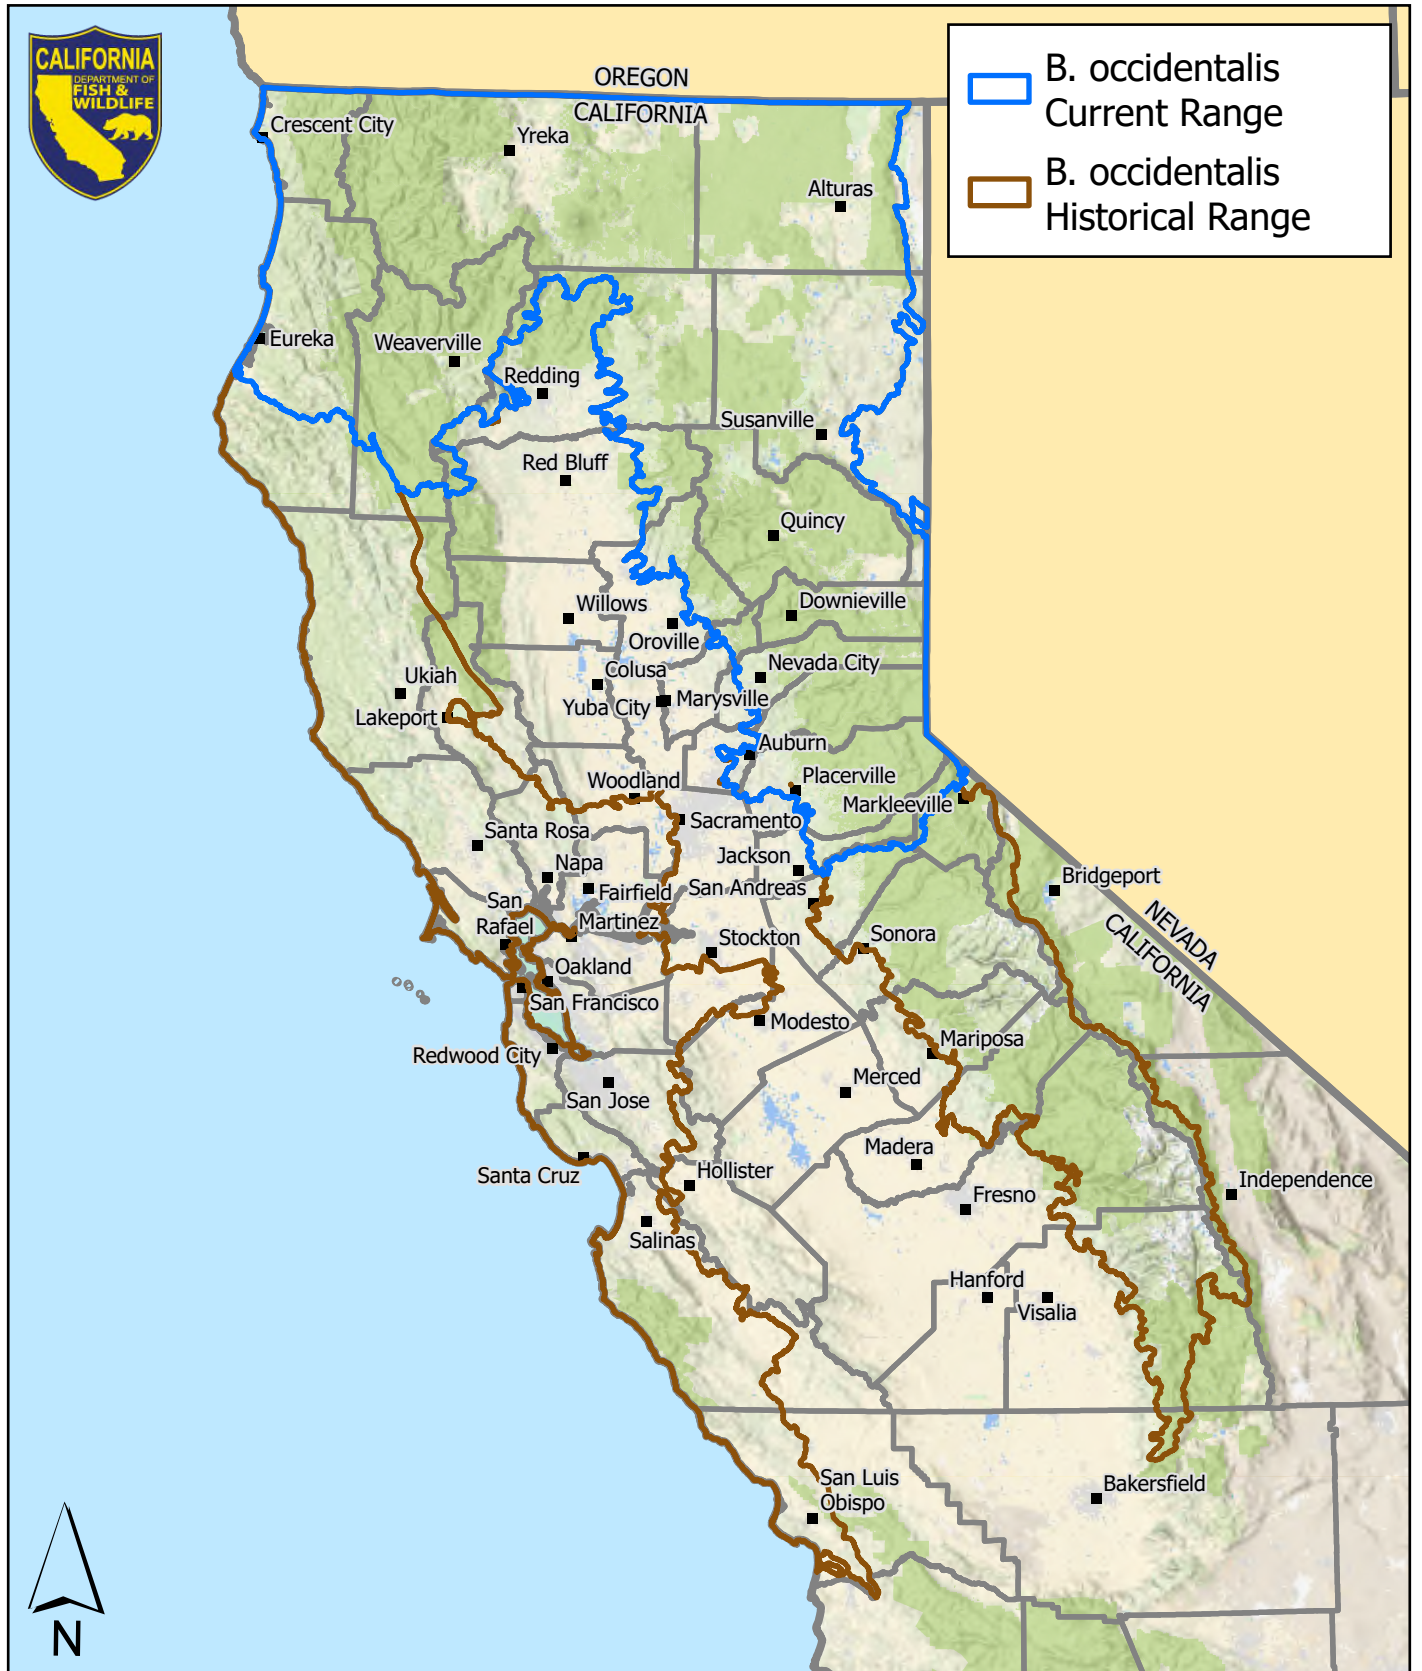 CALIFORNIA
DEPARTMENT OF
FISH &
WILDLIFE
B. occidentalis
Current Range
B. occidentalis
Historical Range
OREGON
CALIFORNIA
Crescent City
Yreka
Alturas
Eureka
Weaverville
Redding
Susanville
Red Bluff
Quincy
Willows
Downieville
Oroville
Nevada City
Colusa
Ukiah
Yuba City
Marysville
Lakeport
Auburn
Woodland
Placerville
Markleeville
Sacramento
Santa Rosa
Jackson
Napa
Bridgeport
Fairfield
San Andreas
San
Rafael
Martinez
NEVADA
CALIFORNIA
Stockton
Sonora
Oakland
San Francisco
Modesto
Redwood City
Mariposa
Merced
San Jose
Madera
Santa Cruz
Hollister
Independence
Fresno
Salinas
Hanford
Visalia
San Luis
Obispo
Bakersfield
N